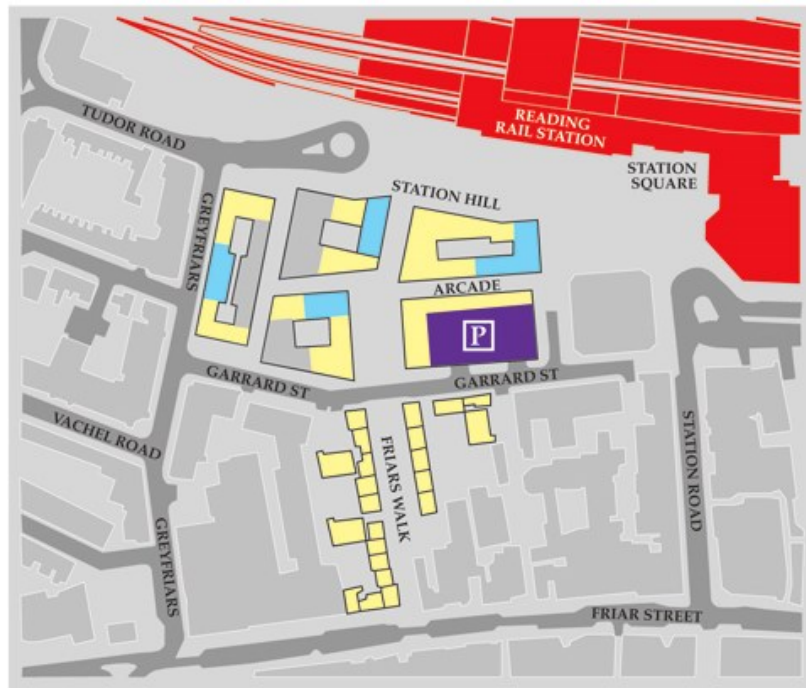 TUDOR ROAD
READING
RAIL STATION
STATION
SQUARE
STATION HILL
GREYFRIARS
ARCADE
P
GARRARD ST
GARRARD ST
VACHEL ROAD
FRIARS WALK
STATION ROAD
GREYFRIARS
FRIAR STREET